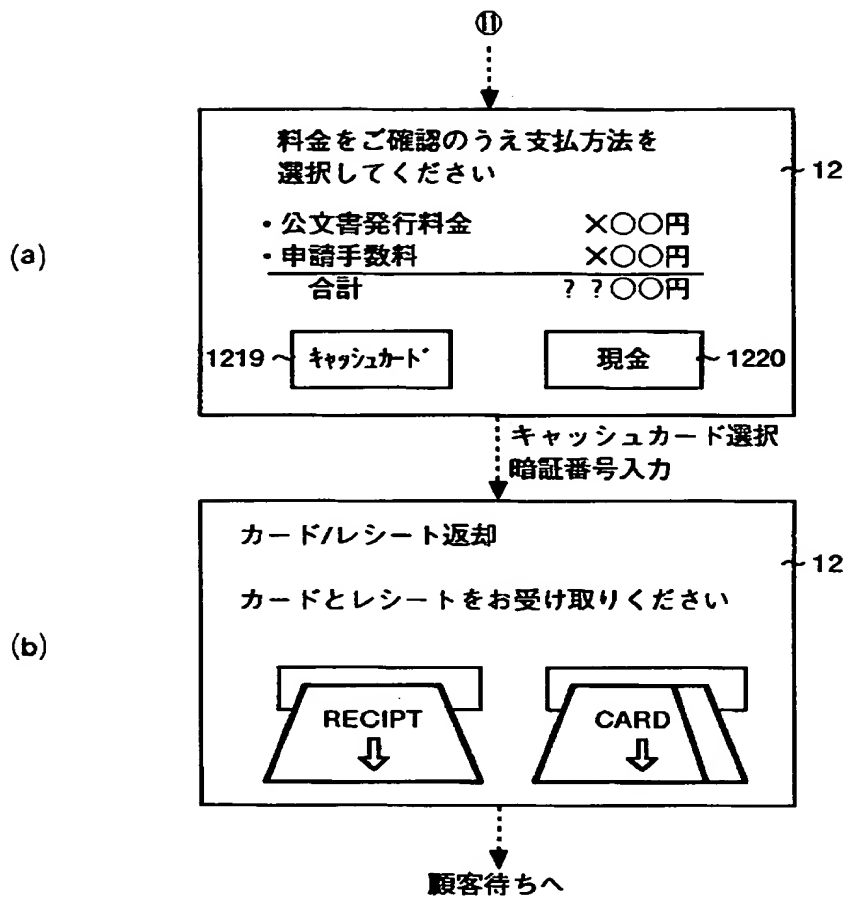 ⑪
料金をご確認のうえ支払方法を
選択してください
・公文書発行料金 ×○○円
・申請手数料 ×○○円
合計 ??○○円
1219 ~ キャッシュカード
現金 ~ 1220
~ 12
(a)
キャッシュカード選択
暗証番号入力
カード/レシート返却
~ 12
カードとレシートをお受け取りください
(b)
RECIPT
CARD
顧客待ちへ